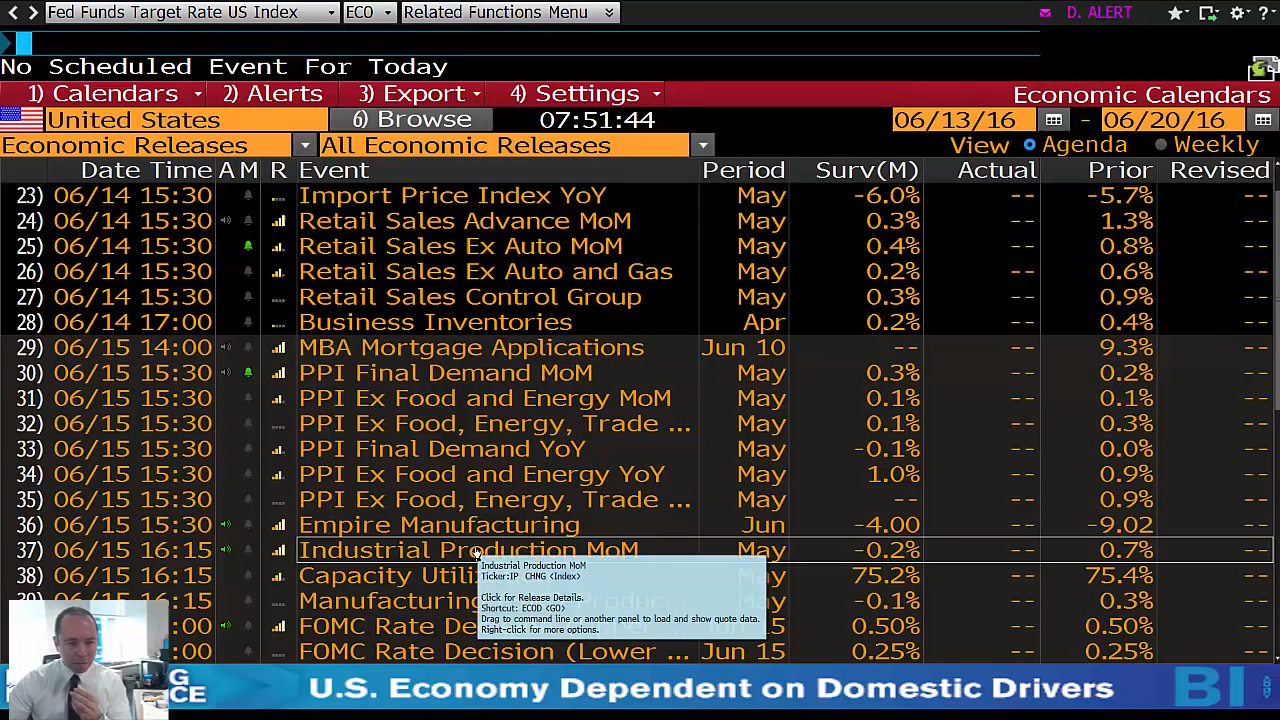 Fed Funds Target Rate US Index ECO Related Functions Menu D. ALERT ?
No Scheduled Event For Today
1) Calendars 2) Alerts 3) Export 4) Settings Economic Calendars
United States 6) Browse 07:51:44 06/13/16 - 06/20/16
Economic Releases All Economic Releases View Agenda Weekly
Date Time A M R Event Period Surv(M) Actual Prior Revised
23) 06/14 15:30 Import Price Index YoY May -6.0% -- -5.7% --
24) 06/14 15:30 Retail Sales Advance MoM May 0.3% -- 1.3% --
25) 06/14 15:30 Retail Sales Ex Auto MoM May 0.4% -- 0.8% --
26) 06/14 15:30 Retail Sales Ex Auto and Gas May 0.2% -- 0.6% --
27) 06/14 15:30 Retail Sales Control Group May 0.3% -- 0.9% --
28) 06/14 17:00 Business Inventories Apr 0.2% -- 0.4% --
29) 06/15 14:00 MBA Mortgage Applications Jun 10 -- -- 9.3% --
30) 06/15 15:30 PPI Final Demand MoM May 0.3% -- 0.2% --
31) 06/15 15:30 PPI Ex Food and Energy MoM May 0.1% -- 0.1% --
32) 06/15 15:30 PPI Ex Food, Energy, Trade ... May 0.1% -- 0.3% --
33) 06/15 15:30 PPI Final Demand YoY May -0.1% -- 0.0% --
34) 06/15 15:30 PPI Ex Food and Energy YoY May 1.0% -- 0.9% --
35) 06/15 15:30 PPI Ex Food, Energy, Trade ... May -- -- 0.9% --
36) 06/15 15:30 Empire Manufacturing Jun -4.00 -- -9.02 --
37) 06/15 16:15 Industrial Production MoM May -0.2% -- 0.7% --
Industrial Production MoM
Ticker:IP CHNG <Index>
Click for Release Details.
Shortcut: ECOD <GO>
Drag to command line or another panel to load and show quote data.
Right-click for more options.
38) 06/15 16:15 Capacity Utili May 75.2% -- 75.4% --
16:15 Manufacturing May -0.1% -- 0.3% --
:00 FOMC Rate De 15 0.50% -- 0.50% --
:00 FOMC Rate Decision (Lower ... Jun 15 0.25% -- 0.25% --
G
CE
U.S. Economy Dependent on Domestic Drivers BI